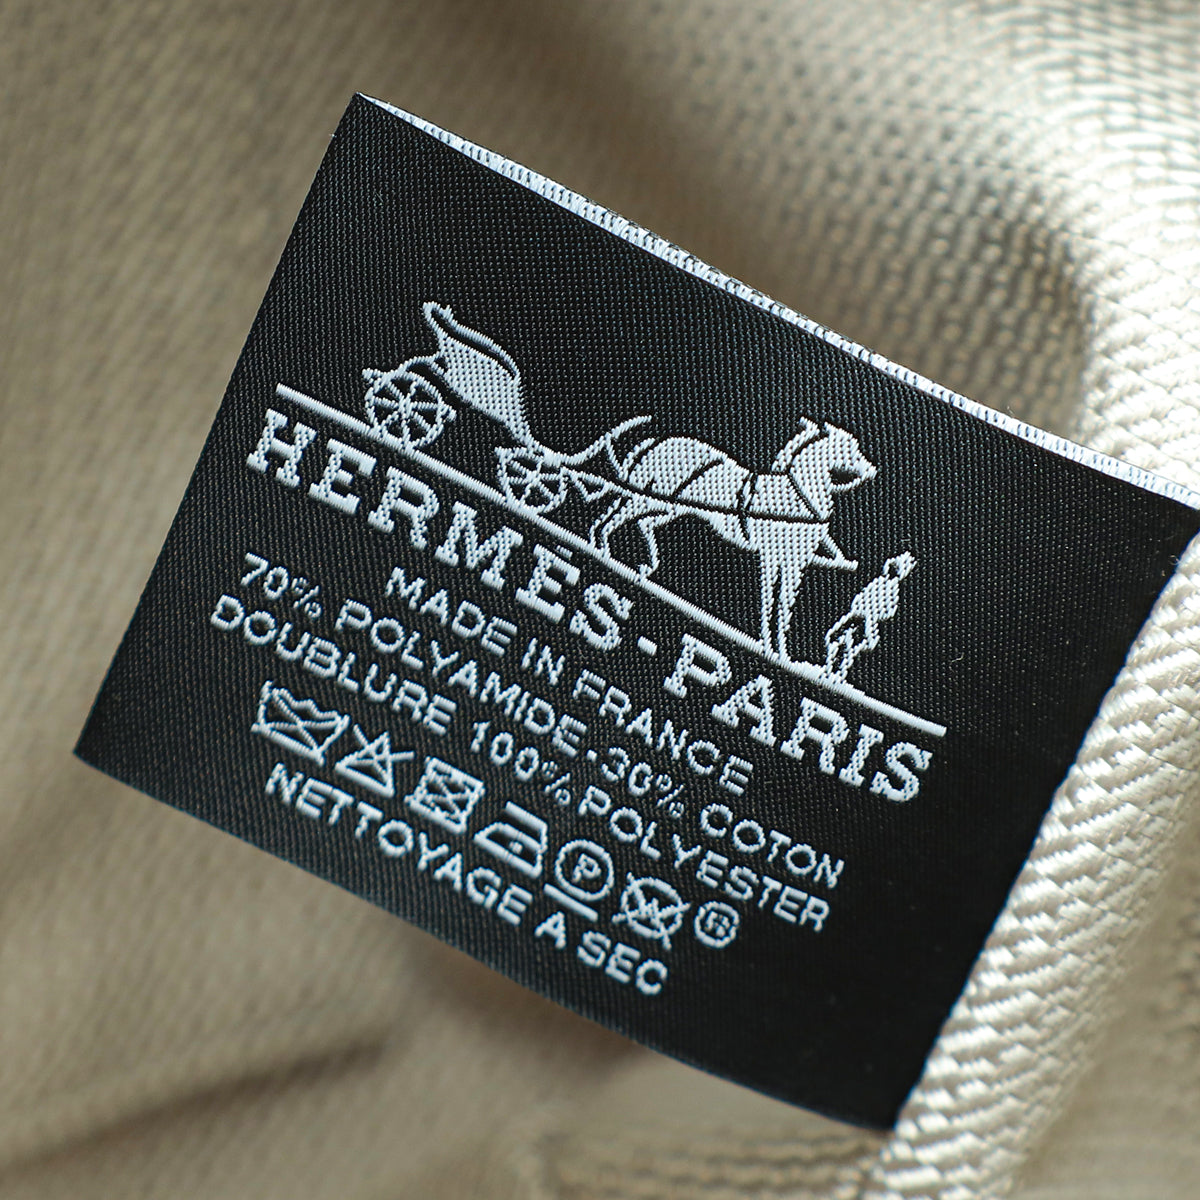 HERMÈS-PARIS
MADE IN FRANCE
70% POLYAMIDE-30% COTON
DOUBLURE 100% POLYESTER
P W ®
NETTOYAGE A SEC